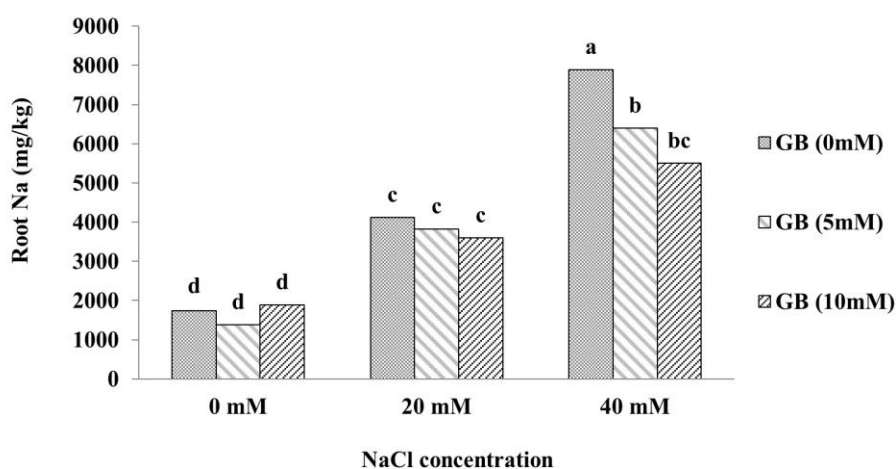 9000
8000
7000
6000
5000
4000
3000
2000
1000
0
Root Na (mg/kg)
d d d
c c c
a b bc
0 mM 20 mM 40 mM
NaCl concentration
GB (0mM)
GB (5mM)
GB (10mM)